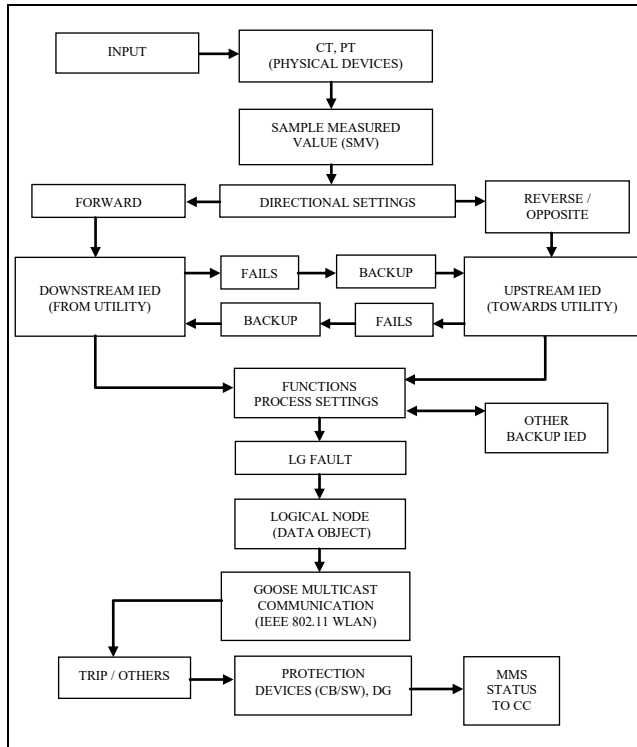 INPUT
CT, PT
(PHYSICAL DEVICES)
SAMPLE MEASURED
VALUE (SMV)
FORWARD
DIRECTIONAL SETTINGS
REVERSE /
OPPOSITE
DOWNSTREAM IED
(FROM UTILITY)
FAILS
BACKUP
UPSTREAM IED
(TOWARDS UTILITY)
BACKUP
FAILS
FUNCTIONS
PROCESS SETTINGS
OTHER
BACKUP IED
LG FAULT
LOGICAL NODE
(DATA OBJECT)
GOOSE MULTICAST
COMMUNICATION
(IEEE 802.11 WLAN)
TRIP / OTHERS
PROTECTION
DEVICES (CB/SW), DG
MMS
STATUS
TO CC